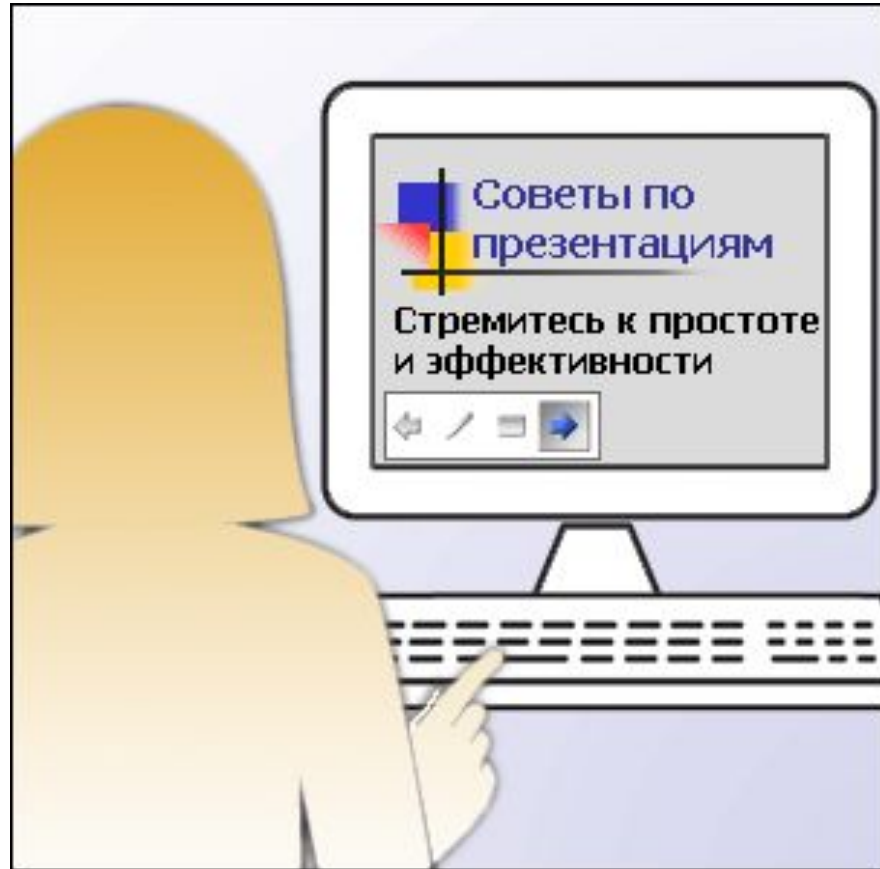 Советы по
презентациям
Стремитесь к простоте
и эффективности